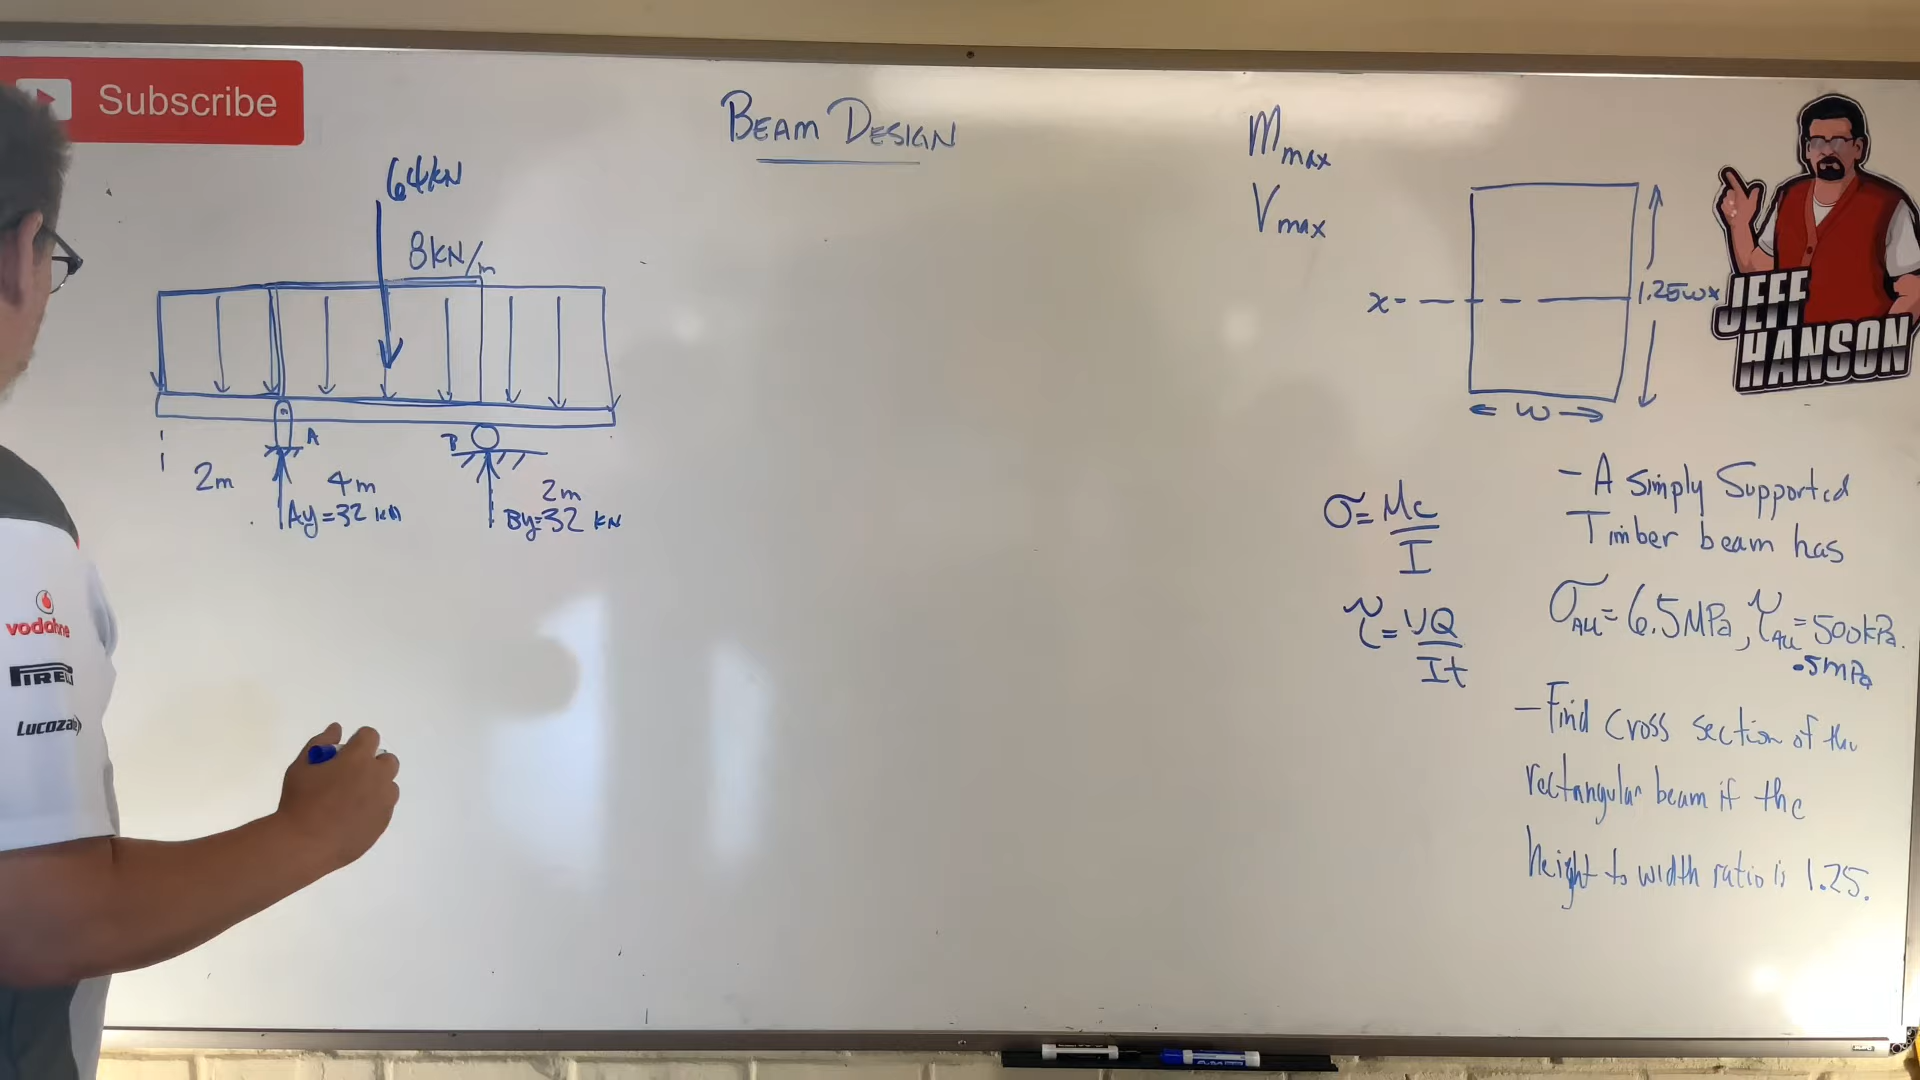 Subscribe
BEAM DESIGN
64kN
8kN/m
A
B
2m
4m
2m
Ay=32 kN
By=32 kN
Mmax
Vmax
x
1.25w
x
w
JEFF
HANSON
σ=Mc/I
τ=VQ/It
-A simply Supported
Timber beam has
σALL=6.5MPa, τALL=500kPa.
.5mPa
-Find cross section of the
rectangular beam if the
height to width ratio is 1.25.
vodafone
PIRELLI
Lucozade